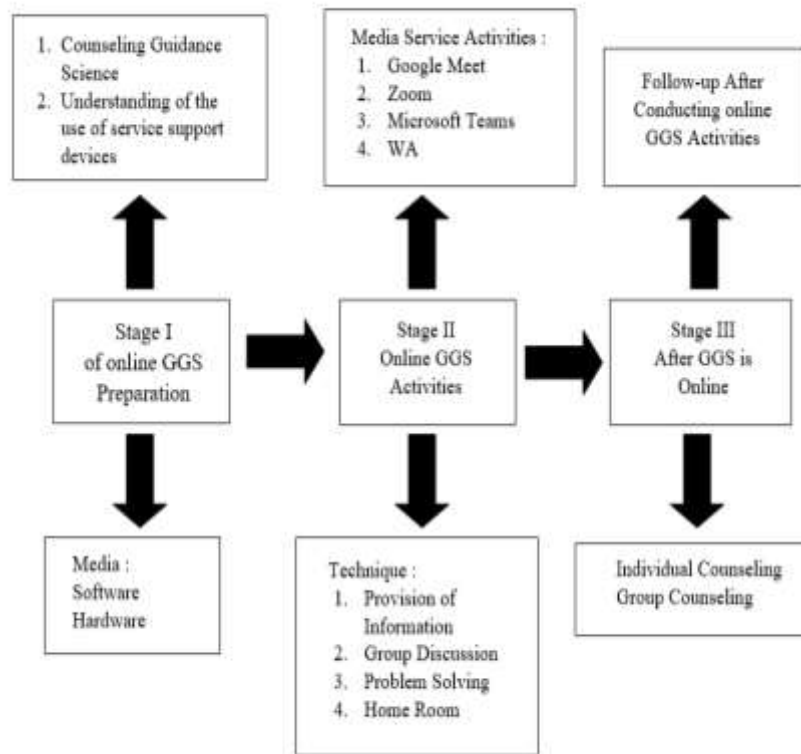 1. Counseling Guidance
Science
2. Understanding of the
use of service support
devices
Media Service Activities :
1. Google Meet
2. Zoom
3. Microsoft Teams
4. WA
Follow-up After
Conducting online
GGS Activities
Stage I
of online GGS
Preparation
Stage II
Online GGS
Activities
Stage III
After GGS is
Online
Media :
Software
Hardware
Technique :
1. Provision of
Information
2. Group Discussion
3. Problem Solving
4. Home Room
Individual Counseling
Group Counseling